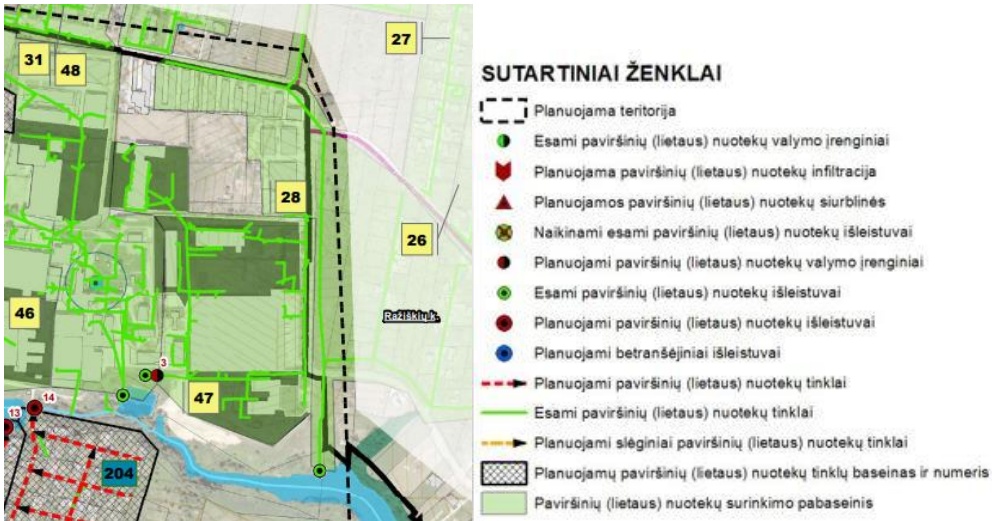 27
31
48
28
26
46
Ražiškių k.
3
47
14
13
204
SUTARTINIAI ŽENKLAI
Planuojama teritorija
Esami paviršinių (lietaus) nuotekų valymo įrenginiai
Planuojama paviršinių (lietaus) nuotekų infiltracija
Planuojamos paviršinių (lietaus) nuotekų siurblinės
Naikinami esami paviršinių (lietaus) nuotekų išleistuvai
Planuojami paviršinių (lietaus) nuotekų valymo įrenginiai
Esami paviršinių (lietaus) nuotekų išleistuvai
Planuojami paviršinių (lietaus) nuotekų išleistuvai
Planuojami betranšėjiniai išleistuvai
Planuojami paviršinių (lietaus) nuotekų tinklai
Esami paviršinių (lietaus) nuotekų tinklai
Planuojami slėginiai paviršinių (lietaus) nuotekų tinklai
Planuojamų paviršinių (lietaus) nuotekų tinklų baseinas ir numeris
Paviršinių (lietaus) nuotekų surinkimo pabaseinis